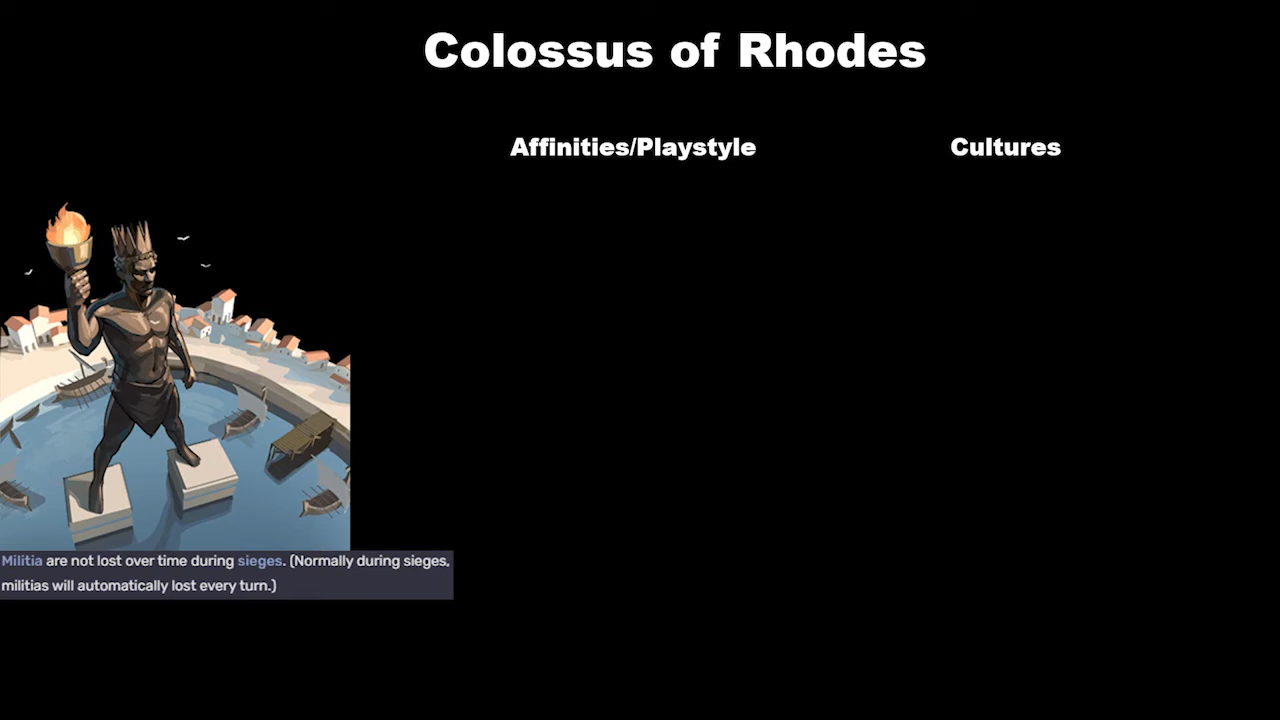 Colossus of Rhodes
Affinities/Playstyle
Cultures
Militia are not lost over time during sieges. (Normally during sieges,
militias will automatically lost every turn.)